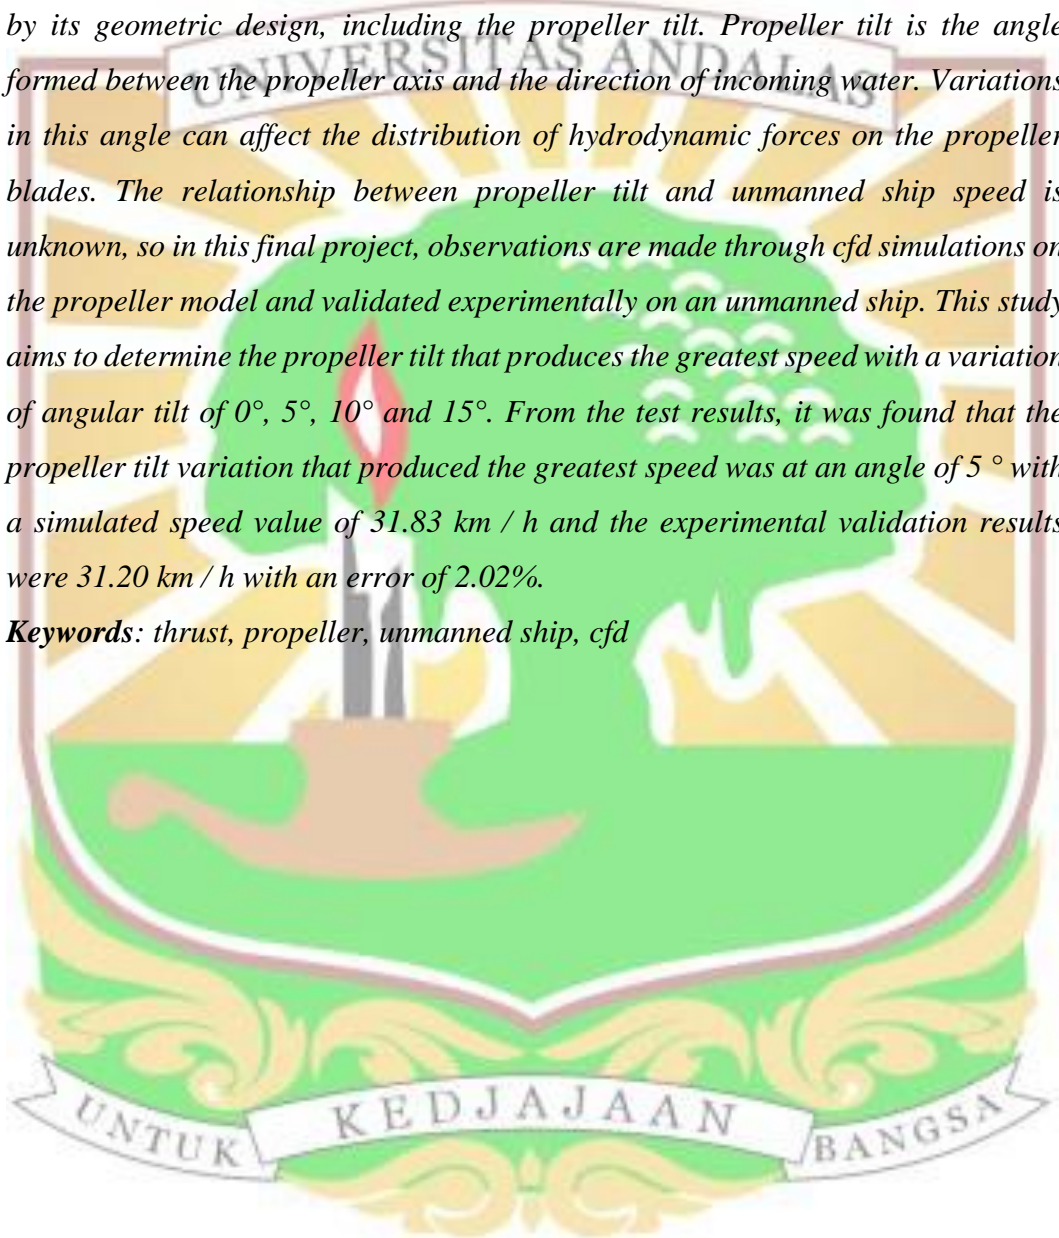 by its geometric design, including the propeller tilt. Propeller tilt is the angle
UNIVERSITAS ANDALAS
formed between the propeller axis and the direction of incoming water. Variations
in this angle can affect the distribution of hydrodynamic forces on the propeller
blades. The relationship between propeller tilt and unmanned ship speed is
unknown, so in this final project, observations are made through cfd simulations on
the propeller model and validated experimentally on an unmanned ship. This study
aims to determine the propeller tilt that produces the greatest speed with a variation
of angular tilt of 0°, 5°, 10° and 15°. From the test results, it was found that the
propeller tilt variation that produced the greatest speed was at an angle of 5 ° with
a simulated speed value of 31.83 km / h and the experimental validation results
were 31.20 km / h with an error of 2.02%.
Keywords: thrust, propeller, unmanned ship, cfd
UNTUK KEDJAJAAN BANGSA